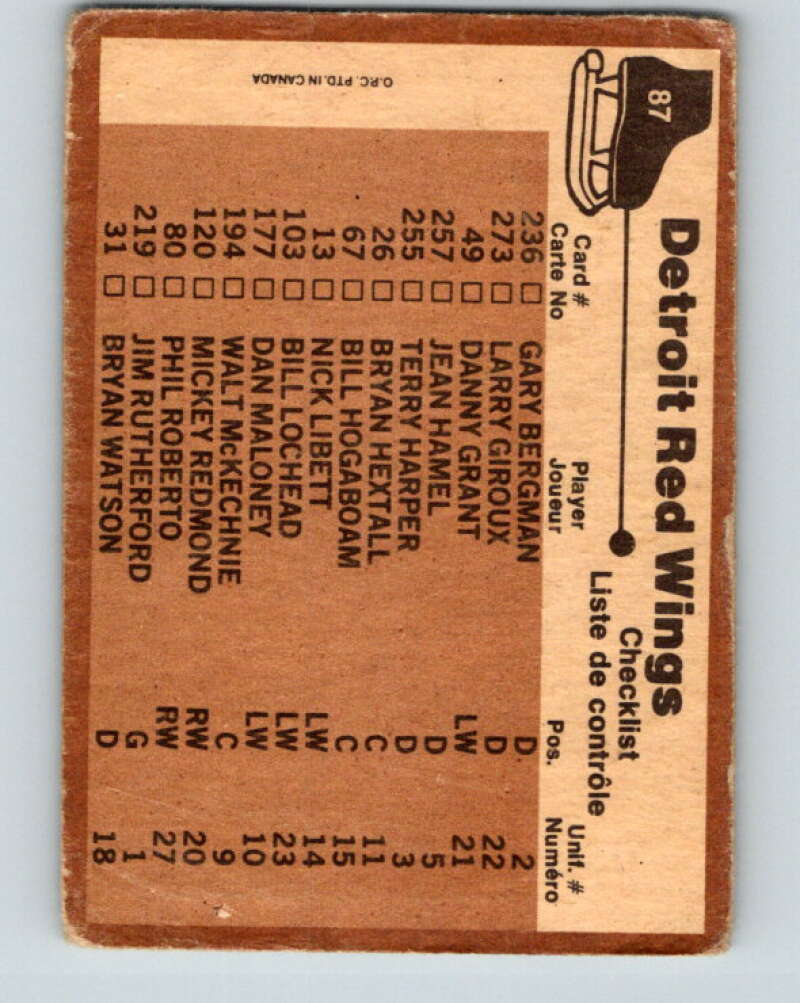 87
Detroit Red Wings
Checklist
Liste de contrôle
Card # Player Unif. #
Carte No Joueur Pos. Numéro
236 GARY BERGMAN D 2
273 LARRY GIROUX D 22
49 DANNY GRANT LW 21
257 JEAN HAMEL D 5
255 TERRY HARPER D 3
26 BRYAN HEXTALL C 11
67 BILL HOGABOAM C 15
13 NICK LIBETT LW 14
103 BILL LOCHEAD LW 23
177 DAN MALONEY LW 10
194 WALT McKECHNIE C 9
120 MICKEY REDMOND RW 20
80 PHIL ROBERTO RW 27
219 JIM RUTHERFORD G 1
31 BRYAN WATSON D 18
O.P.C. PTD. IN CANADA